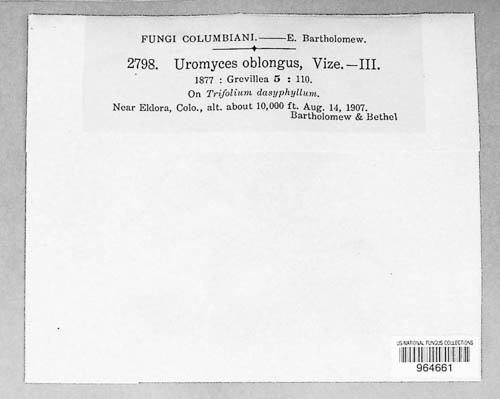 FUNGI COLUMBIANI.——E. Bartholomew.
2798. Uromyces oblongus, Vize.—III.
1877 : Grevillea 5 : 110.
On Trifolium dasyphyllum.
Near Eldora, Colo., alt. about 10,000 ft. Aug. 14, 1907.
Bartholomew & Bethel
US NATIONAL FUNGUS COLLECTIONS
964661